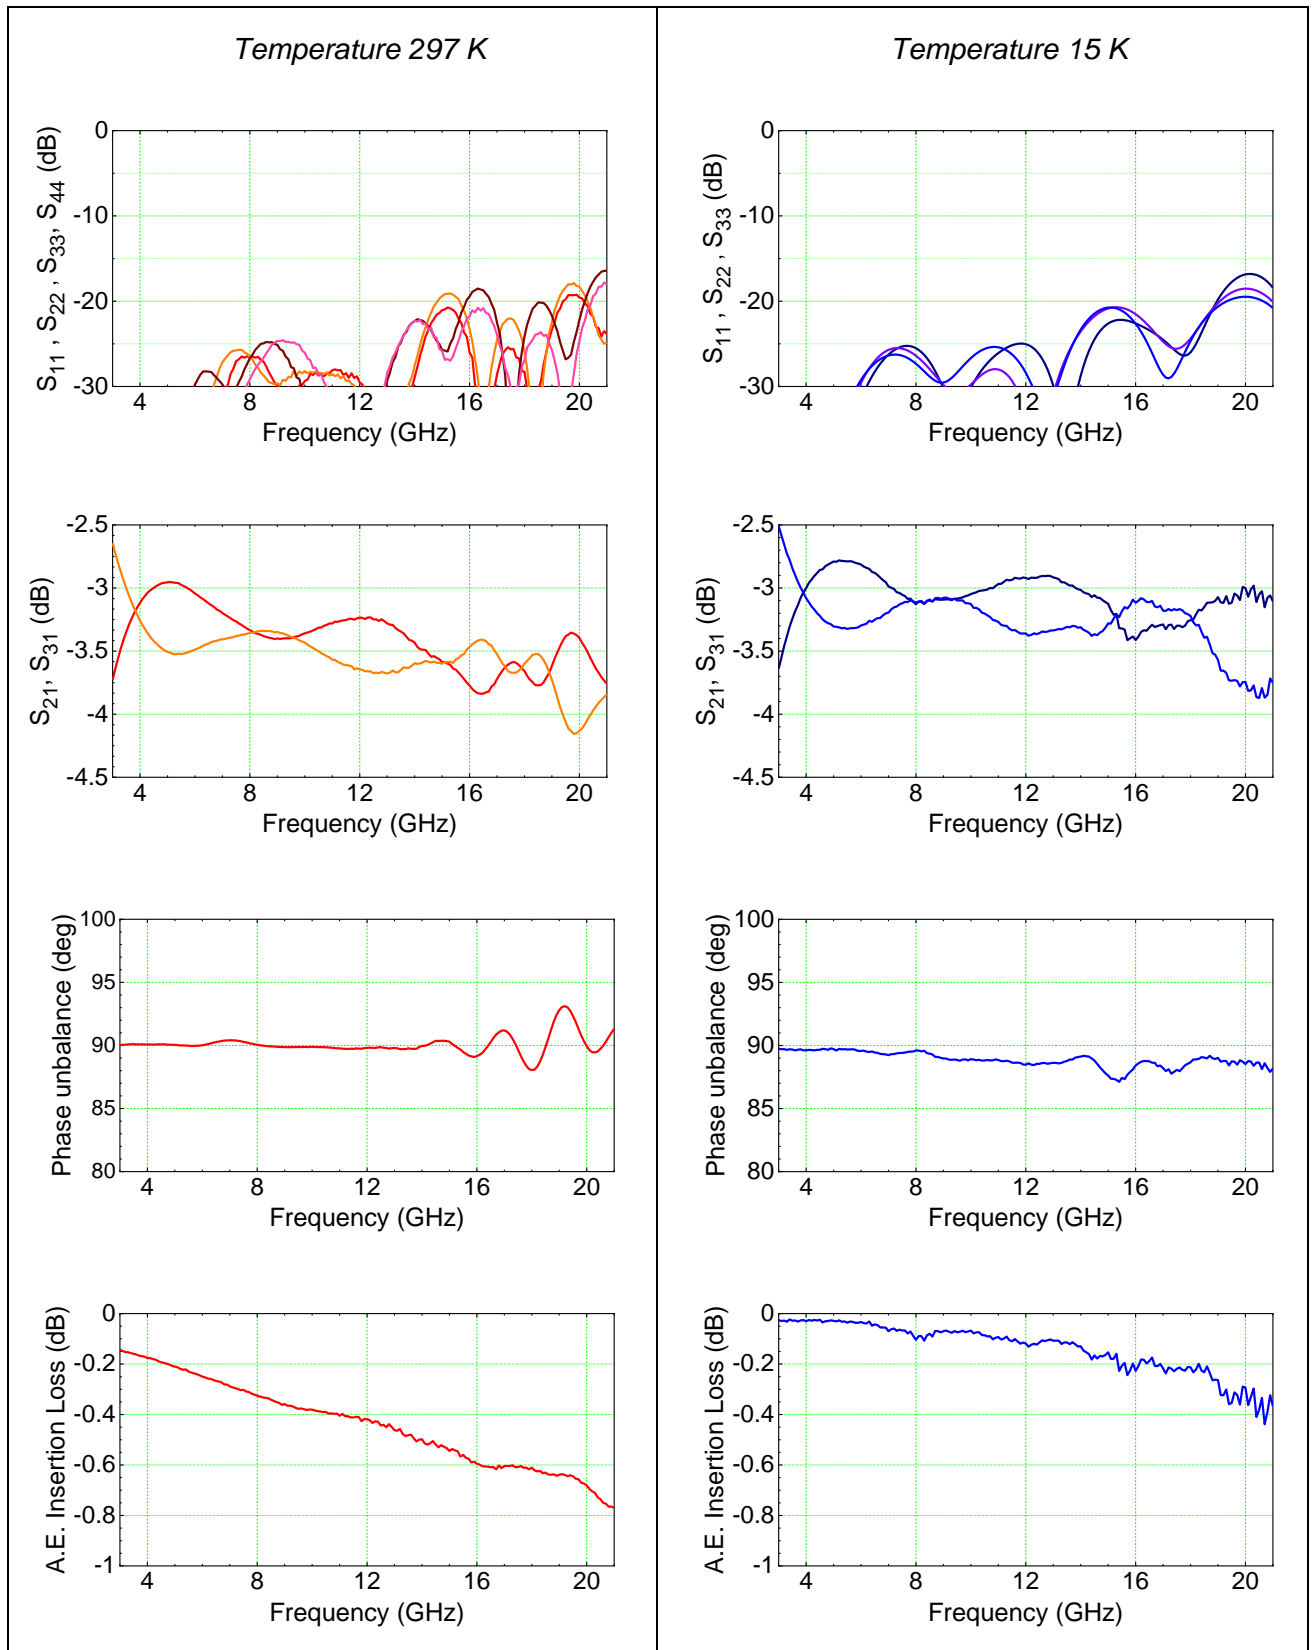 Temperature 297 K
0
-10
-20
-30
S11 , S22 , S33, S44 (dB)
4 8 12 16 20
Frequency (GHz)
-2.5
-3
-3.5
-4
-4.5
S21, S31 (dB)
4 8 12 16 20
Frequency (GHz)
100
95
90
85
80
Phase unbalance (deg)
4 8 12 16 20
Frequency (GHz)
0
-0.2
-0.4
-0.6
-0.8
-1
A.E. Insertion Loss (dB)
4 8 12 16 20
Frequency (GHz)
Temperature 15 K
0
-10
-20
-30
S11 , S22 , S33 (dB)
4 8 12 16 20
Frequency (GHz)
-2.5
-3
-3.5
-4
-4.5
S21, S31 (dB)
4 8 12 16 20
Frequency (GHz)
100
95
90
85
80
Phase unbalance (deg)
4 8 12 16 20
Frequency (GHz)
0
-0.2
-0.4
-0.6
-0.8
-1
A.E. Insertion Loss (dB)
4 8 12 16 20
Frequency (GHz)